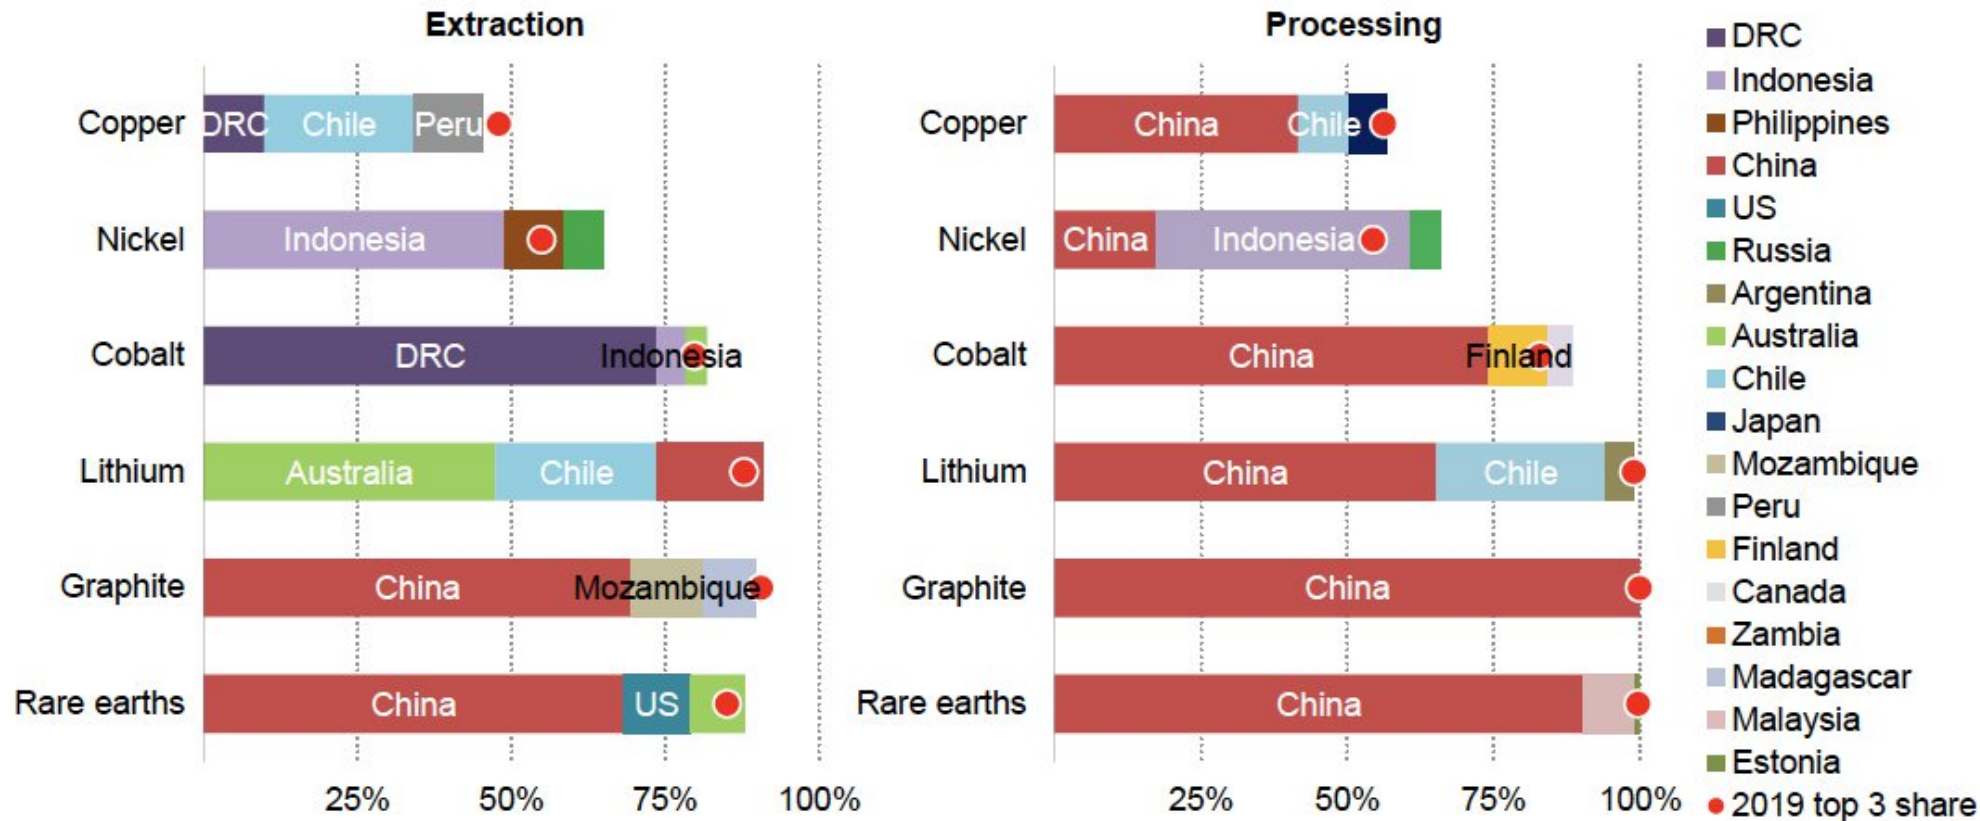 Extraction
Copper
DRC
Chile
Peru
Nickel
Indonesia
Cobalt
DRC
Indonesia
Lithium
Australia
Chile
Graphite
China
Mozambique
Rare earths
China
US
25%
50%
75%
100%
Processing
Copper
China
Chile
Nickel
China
Indonesia
Cobalt
China
Finland
Lithium
China
Chile
Graphite
China
Rare earths
China
25%
50%
75%
100%
DRC
Indonesia
Philippines
China
US
Russia
Argentina
Australia
Chile
Japan
Mozambique
Peru
Finland
Canada
Zambia
Madagascar
Malaysia
Estonia
2019 top 3 share